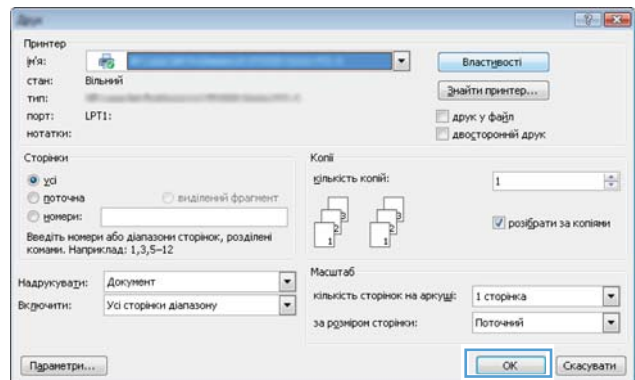 Друк
Принтер
ім'я:
Властивості
стан: Вільний
тип:
Знайти принтер...
порт: LPT1:
друк у файл
нотатки:
двосторонній друк
Сторінки
усі
поточна
виділений фрагмент
номери:
Введіть номери або діапазони сторінок, розділені
комами. Наприклад: 1,3,5–12
Копії
кількість копій: 1
розібрати за копіями
Надрукувати: Документ
Включити: Усі сторінки діапазону
Масштаб
кількість сторінок на аркуші: 1 сторінка
за розміром сторінки: Поточний
Параметри...
ОК
Скасувати